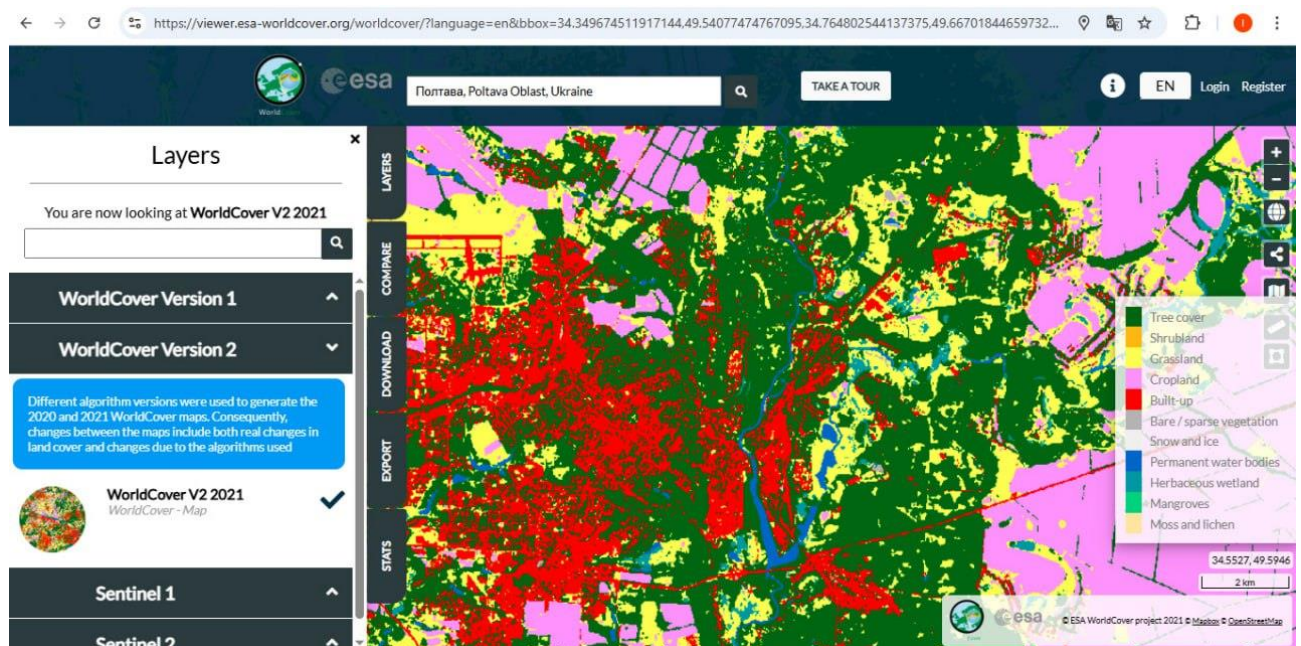 https://viewer.esa-worldcover.org/worldcover/?language=en&bbox=34.349674511917144,49.54077474767095,34.764802544137375,49.66701844659732...
esa
Полтава, Poltava Oblast, Ukraine
TAKE A TOUR
EN
Login
Register
Layers
You are now looking at WorldCover V2 2021
WorldCover Version 1
WorldCover Version 2
Different algorithm versions were used to generate the
2020 and 2021 WorldCover maps. Consequently,
changes between the maps include both real changes in
land cover and changes due to the algorithms used
WorldCover V2 2021
WorldCover - Map
Sentinel 1
Sentinel 2
LAYERS
COMPARE
DOWNLOAD
EXPORT
STATS
Tree cover
Shrubland
Grassland
Cropland
Built-up
Bare / sparse vegetation
Snow and ice
Permanent water bodies
Herbaceous wetland
Mangroves
Moss and lichen
34.5527, 49.5946
2 km
esa
© ESA WorldCover project 2021 © Mapbox © OpenStreetMap